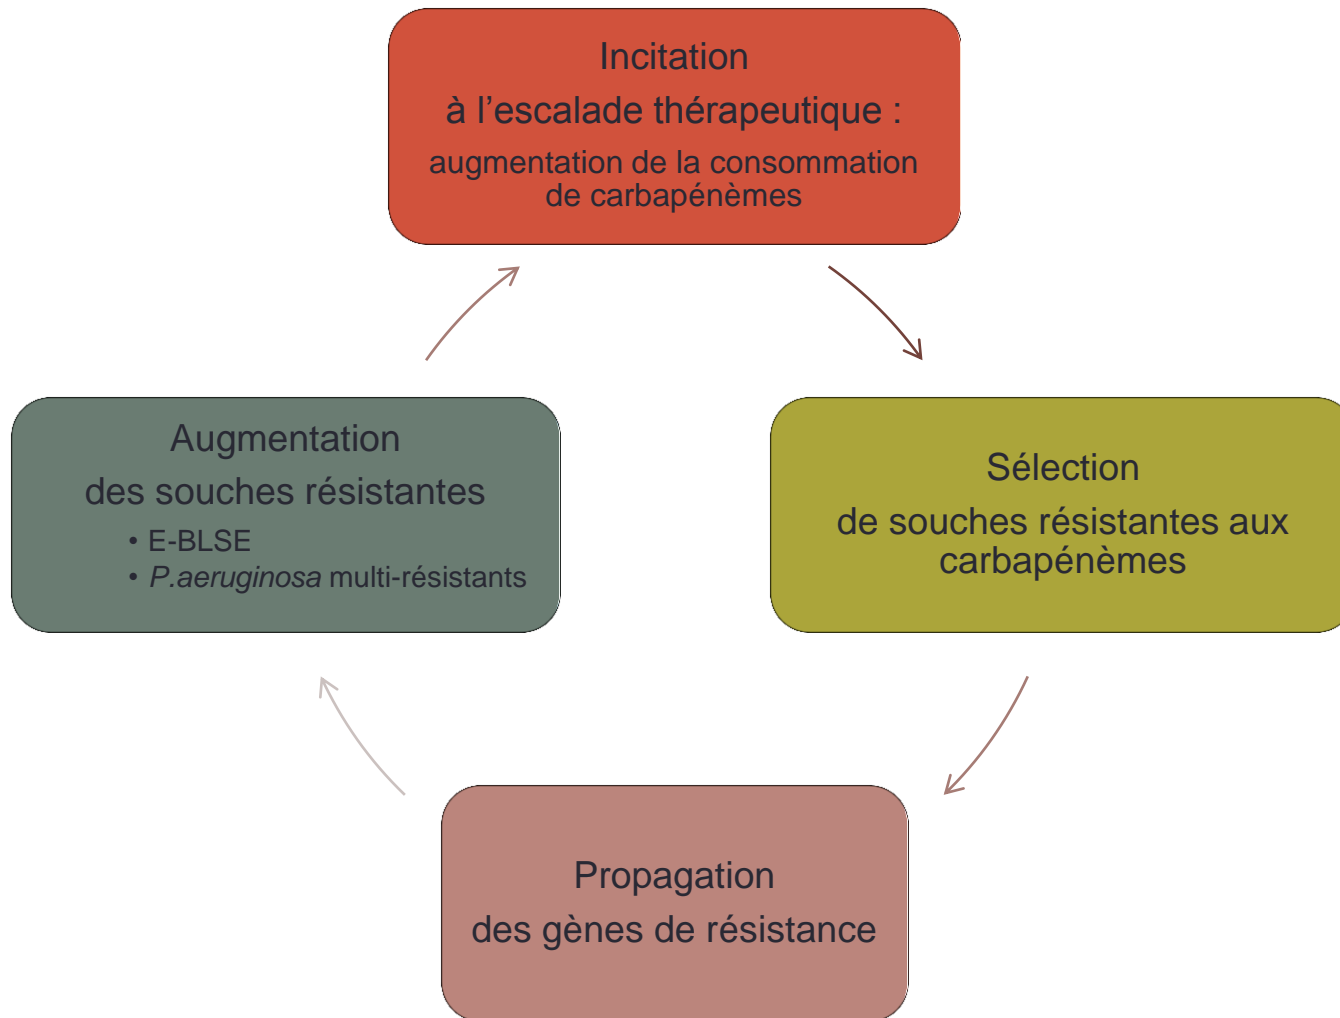 Incitation
à l’escalade thérapeutique :
augmentation de la consommation
de carbapénèmes
Augmentation
des souches résistantes
• E-BLSE
• P.aeruginosa multi-résistants
Sélection
de souches résistantes aux
carbapénèmes
Propagation
des gènes de résistance